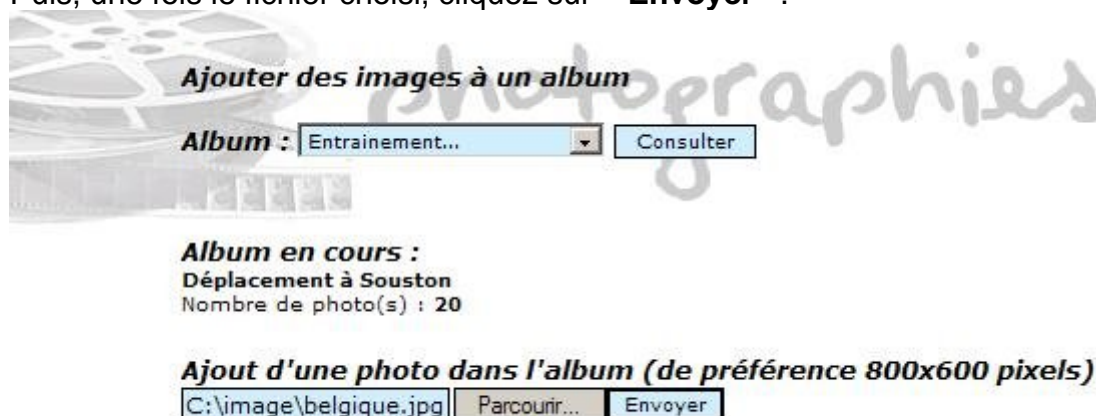 Puis, une fois le fichier choisi, cliquez sur " Envoyer " :
photographies
Ajouter des images à un album
Album : Entrainement... Consulter
Album en cours :
Déplacement à Souston
Nombre de photo(s) : 20
Ajout d'une photo dans l'album (de préférence 800x600 pixels)
C:\image\belgique.jpg Parcourir... Envoyer